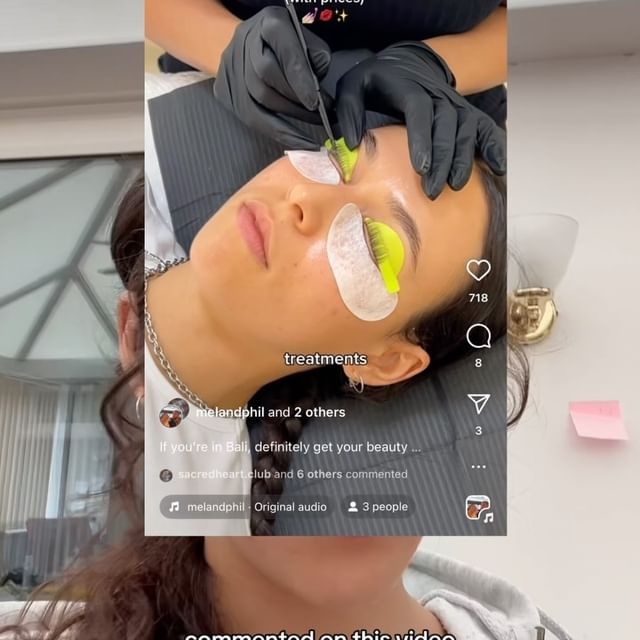 (with prices)
💅🏻💋✨
718
8
treatments
3
melandphil and 2 others
If you're in Bali, definitely get your beauty ...
sacredheart.club and 6 others commented
melandphil · Original audio
3 people
commented on this video